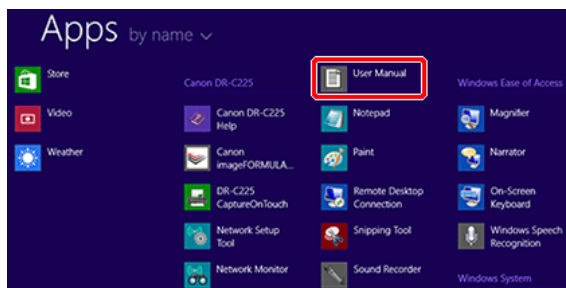 Apps by name
Store
Video
Weather
Canon DR-C225
Canon DR-C225
Help
Canon
imageFORMULA...
DR-C225
CaptureOnTouch
Network Setup
Tool
Network Monitor
User Manual
Notepad
Paint
Remote Desktop
Connection
Snipping Tool
Sound Recorder
Windows Ease of Access
Magnifier
Narrator
On-Screen
Keyboard
Windows Speech
Recognition
Windows System